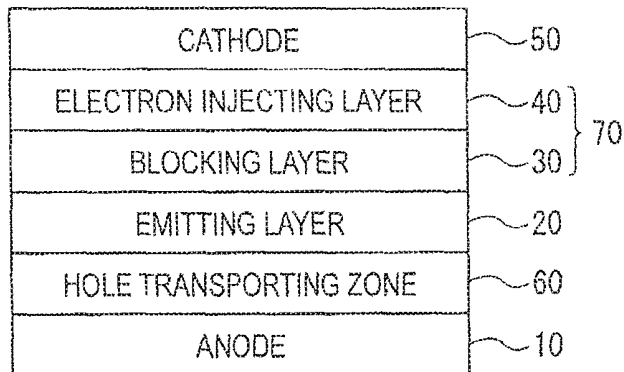 CATHODE 50
ELECTRON INJECTING LAYER 40
70
BLOCKING LAYER 30
EMITTING LAYER 20
HOLE TRANSPORTING ZONE 60
ANODE 10